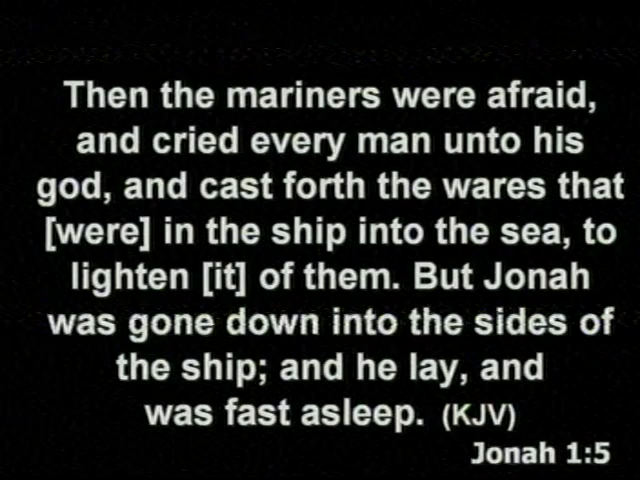 Then the mariners were afraid,
and cried every man unto his
god, and cast forth the wares that
[were] in the ship into the sea, to
lighten [it] of them. But Jonah
was gone down into the sides of
the ship; and he lay, and
was fast asleep. (KJV)
Jonah 1:5